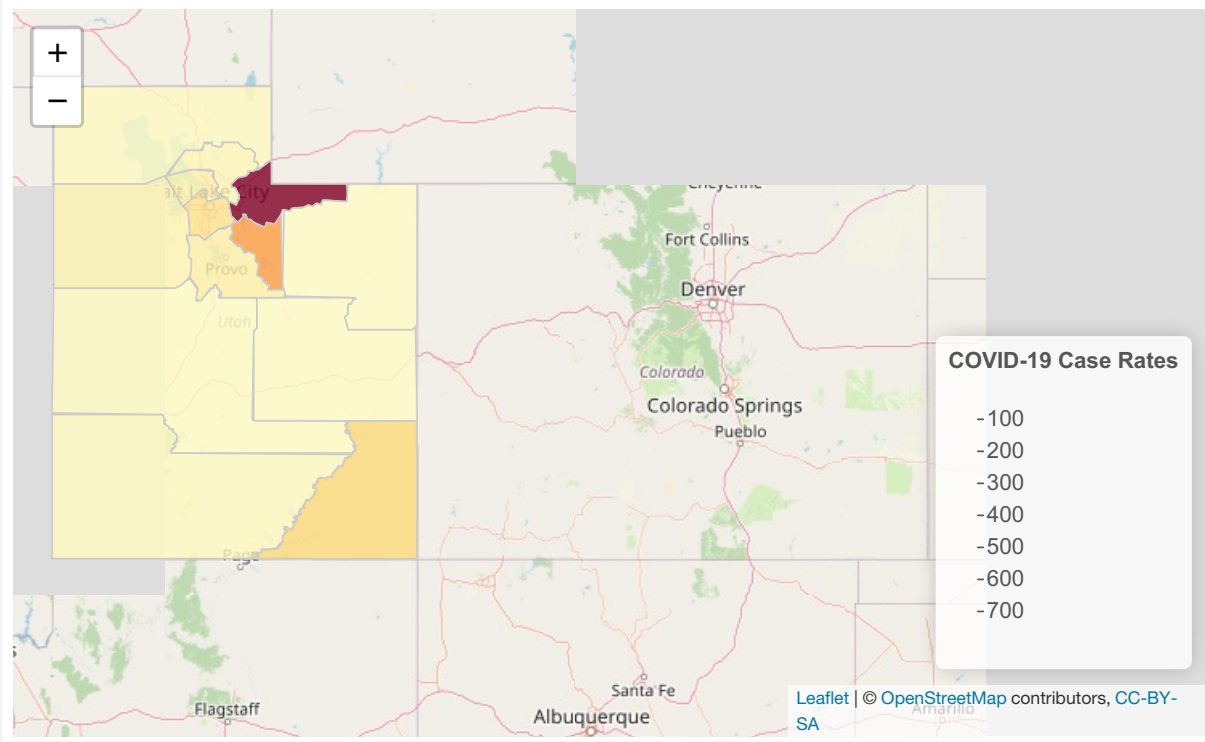 +
−
Cheyenne
alt Lake City
Fort Collins
Provo
Denver
Utah
COVID-19 Case Rates
Colorado
Colorado Springs
-100
Pueblo
-200
-300
-400
-500
Page
-600
-700
Santa Fe
Flagstaff
Albuquerque
Leaflet | © OpenStreetMap contributors, CC-BY-
SA
Amarillo